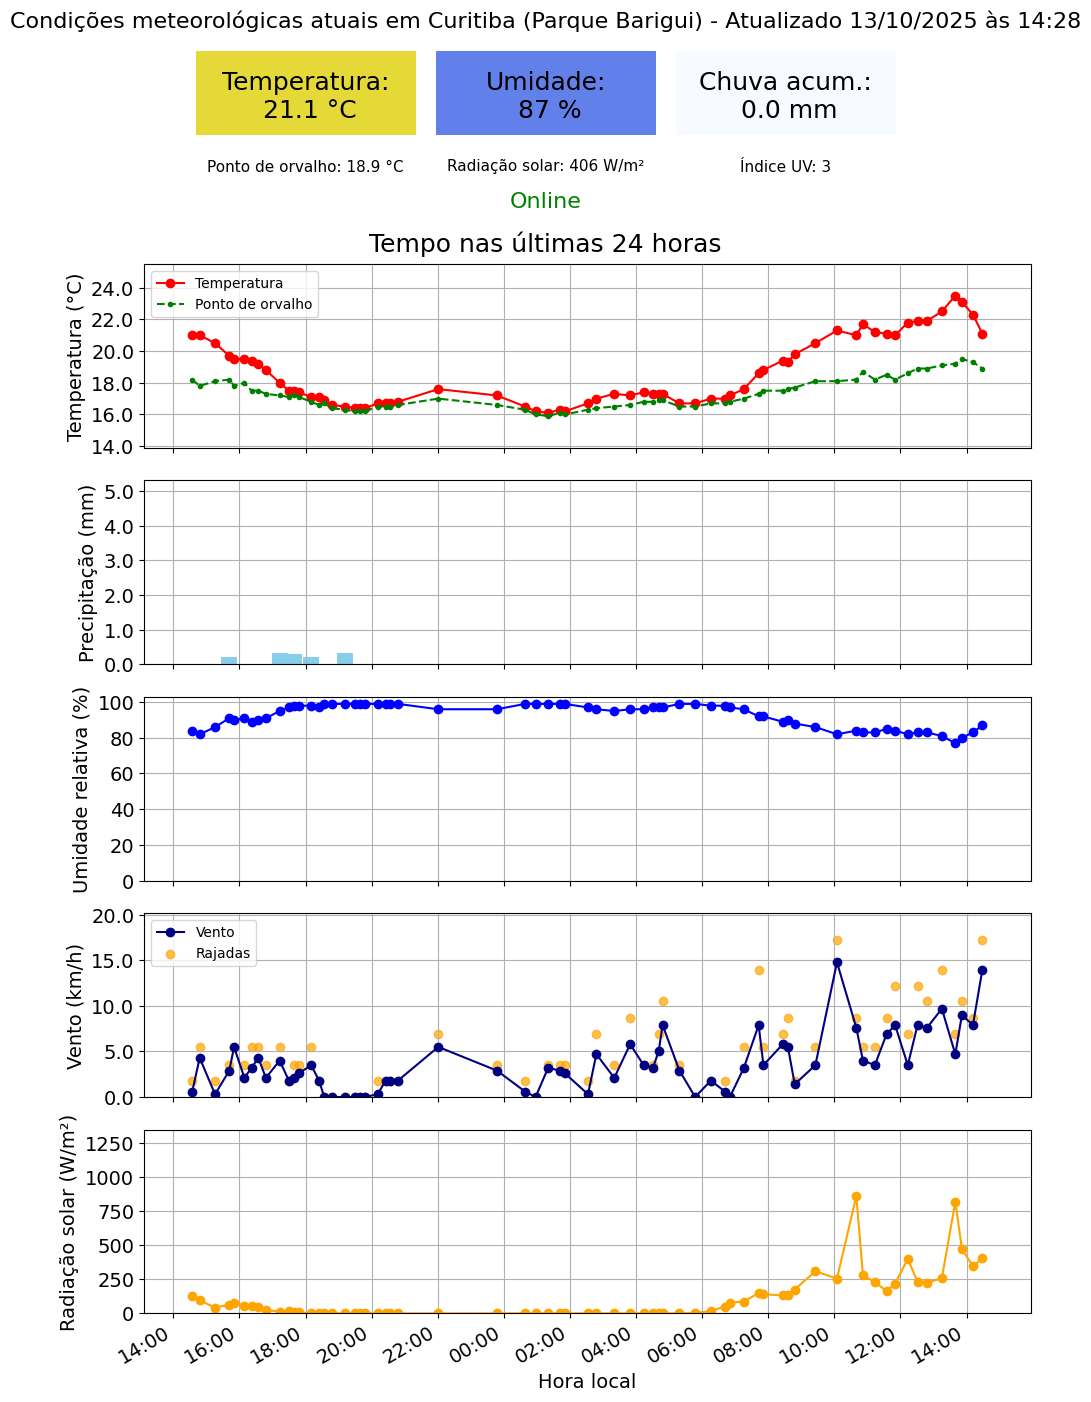 Condições meteorológicas atuais em Curitiba (Parque Barigui) - Atualizado 13/10/2025 às 14:28
Temperatura:
21.1 °C
Umidade:
87 %
Chuva acum.:
0.0 mm
Ponto de orvalho: 18.9 °C
Radiação solar: 406 W/m²
Índice UV: 3
Online
Tempo nas últimas 24 horas
Temperatura (°C)
24.0
22.0
20.0
18.0
16.0
14.0
Temperatura
Ponto de orvalho
Precipitação (mm)
5.0
4.0
3.0
2.0
1.0
0.0
Umidade relativa (%)
100
80
60
40
20
0
Vento (km/h)
20.0
15.0
10.0
5.0
0.0
Vento
Rajadas
Radiação solar (W/m²)
1250
1000
750
500
250
0
14:00
16:00
18:00
20:00
22:00
00:00
02:00
04:00
06:00
08:00
10:00
12:00
14:00
Hora local